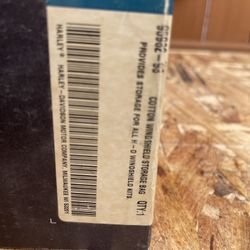 COTTON WINDSHIELD STORAGE BAG QTY:1
PROVIDES STORAGE FOR ALL H-D WINDSHIELD KITS
HARLEY-DAVIDSON MOTOR COMPANY, MILWAUKEE WI 53201
HARLEY